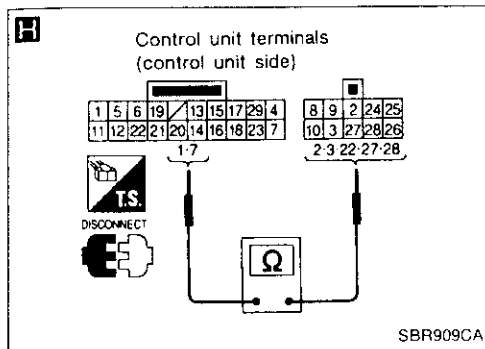 H
Control unit terminals
(control unit side)
1 5 6 19 13 15 17 29 4
11 12 22 21 20 14 16 18 23 7
8 9 2 24 25
10 3 27 28 26
1·7
2·3·22·27·28
T.S.
DISCONNECT
Ω
SBR909CA